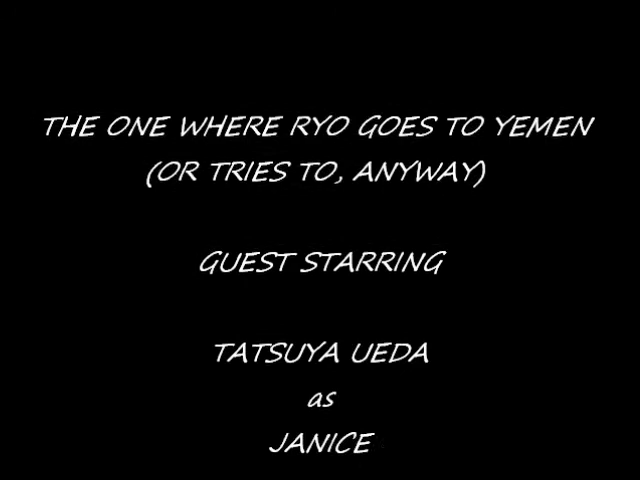 THE ONE WHERE RYO GOES TO YEMEN
(OR TRIES TO, ANYWAY)
GUEST STARRING
TATSUYA UEDA
as
JANICE